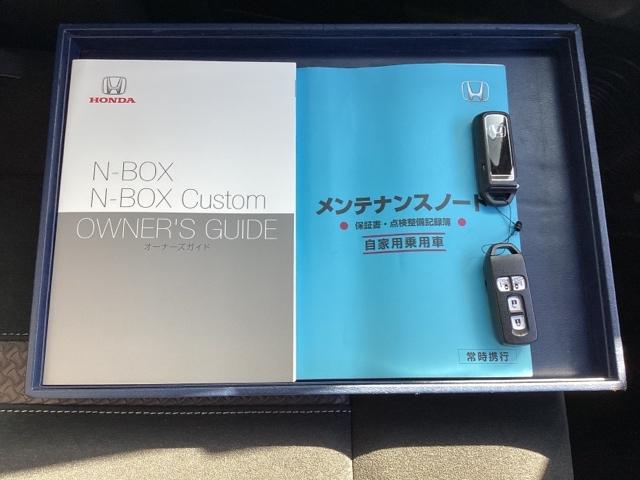 HONDA
N-BOX
N-BOX Custom
OWNER'S GUIDE
オーナーズガイド
メンテナンスノート
● 保証書・点検整備記録簿 ●
自家用乗用車
常時携行